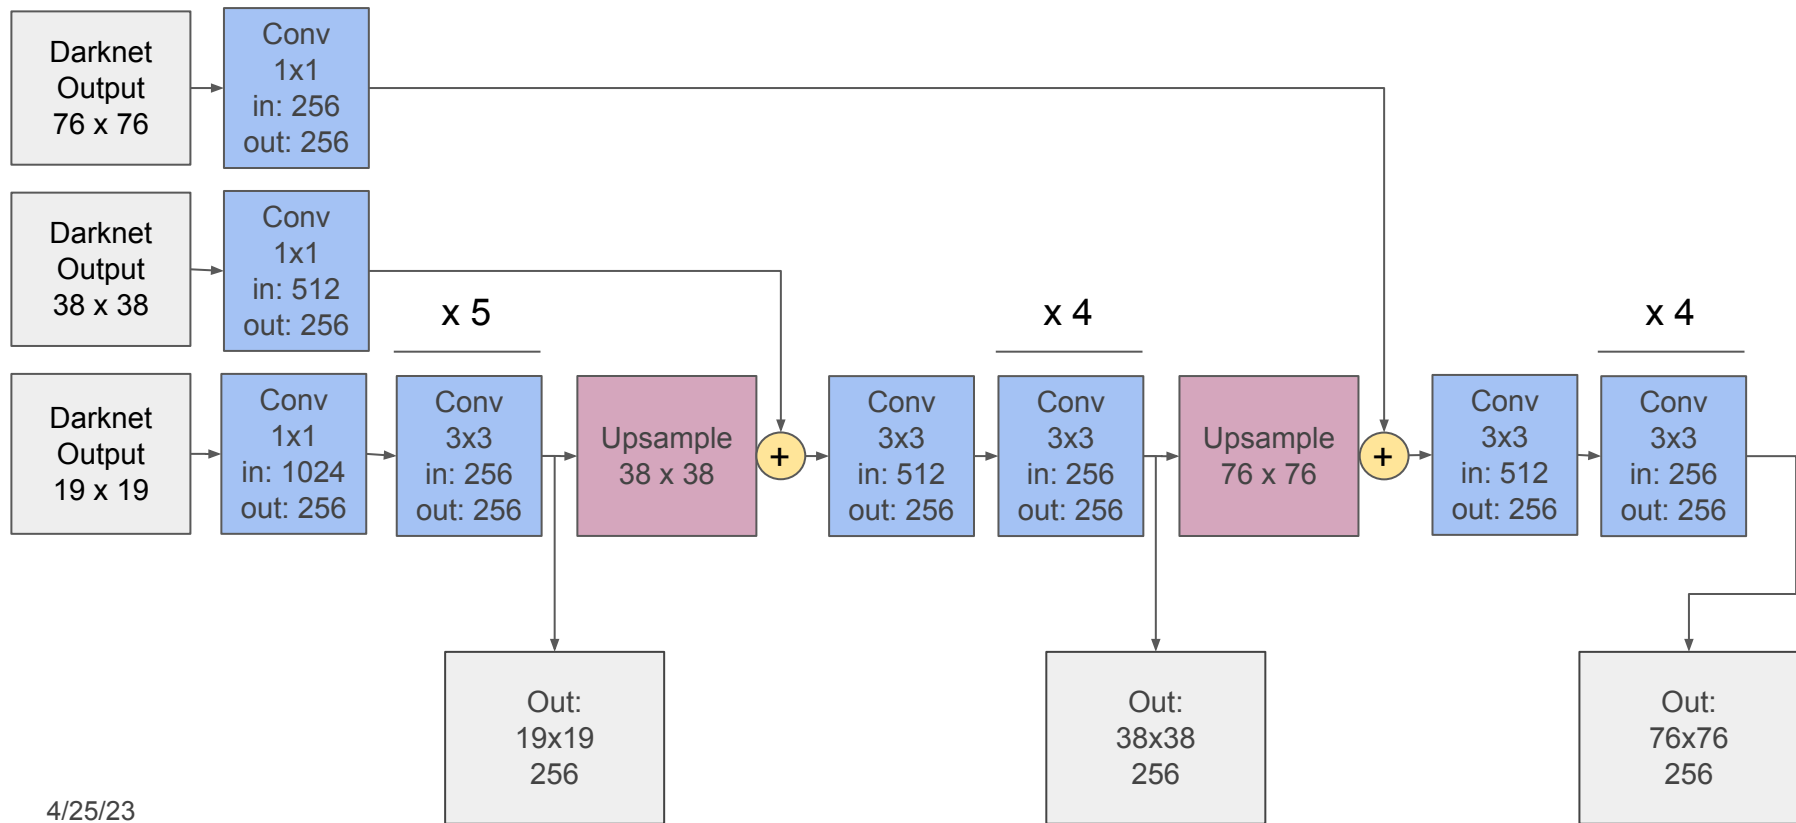 Darknet
Output
76 x 76
Conv
1x1
in: 256
out: 256
Darknet
Output
38 x 38
Conv
1x1
in: 512
out: 256
x 5
x 4
x 4
Darknet
Output
19 x 19
Conv
1x1
in: 1024
out: 256
Conv
3x3
in: 256
out: 256
Upsample
38 x 38
+
Conv
3x3
in: 512
out: 256
Conv
3x3
in: 256
out: 256
Upsample
76 x 76
+
Conv
3x3
in: 512
out: 256
Conv
3x3
in: 256
out: 256
Out:
19x19
256
Out:
38x38
256
Out:
76x76
256
4/25/23